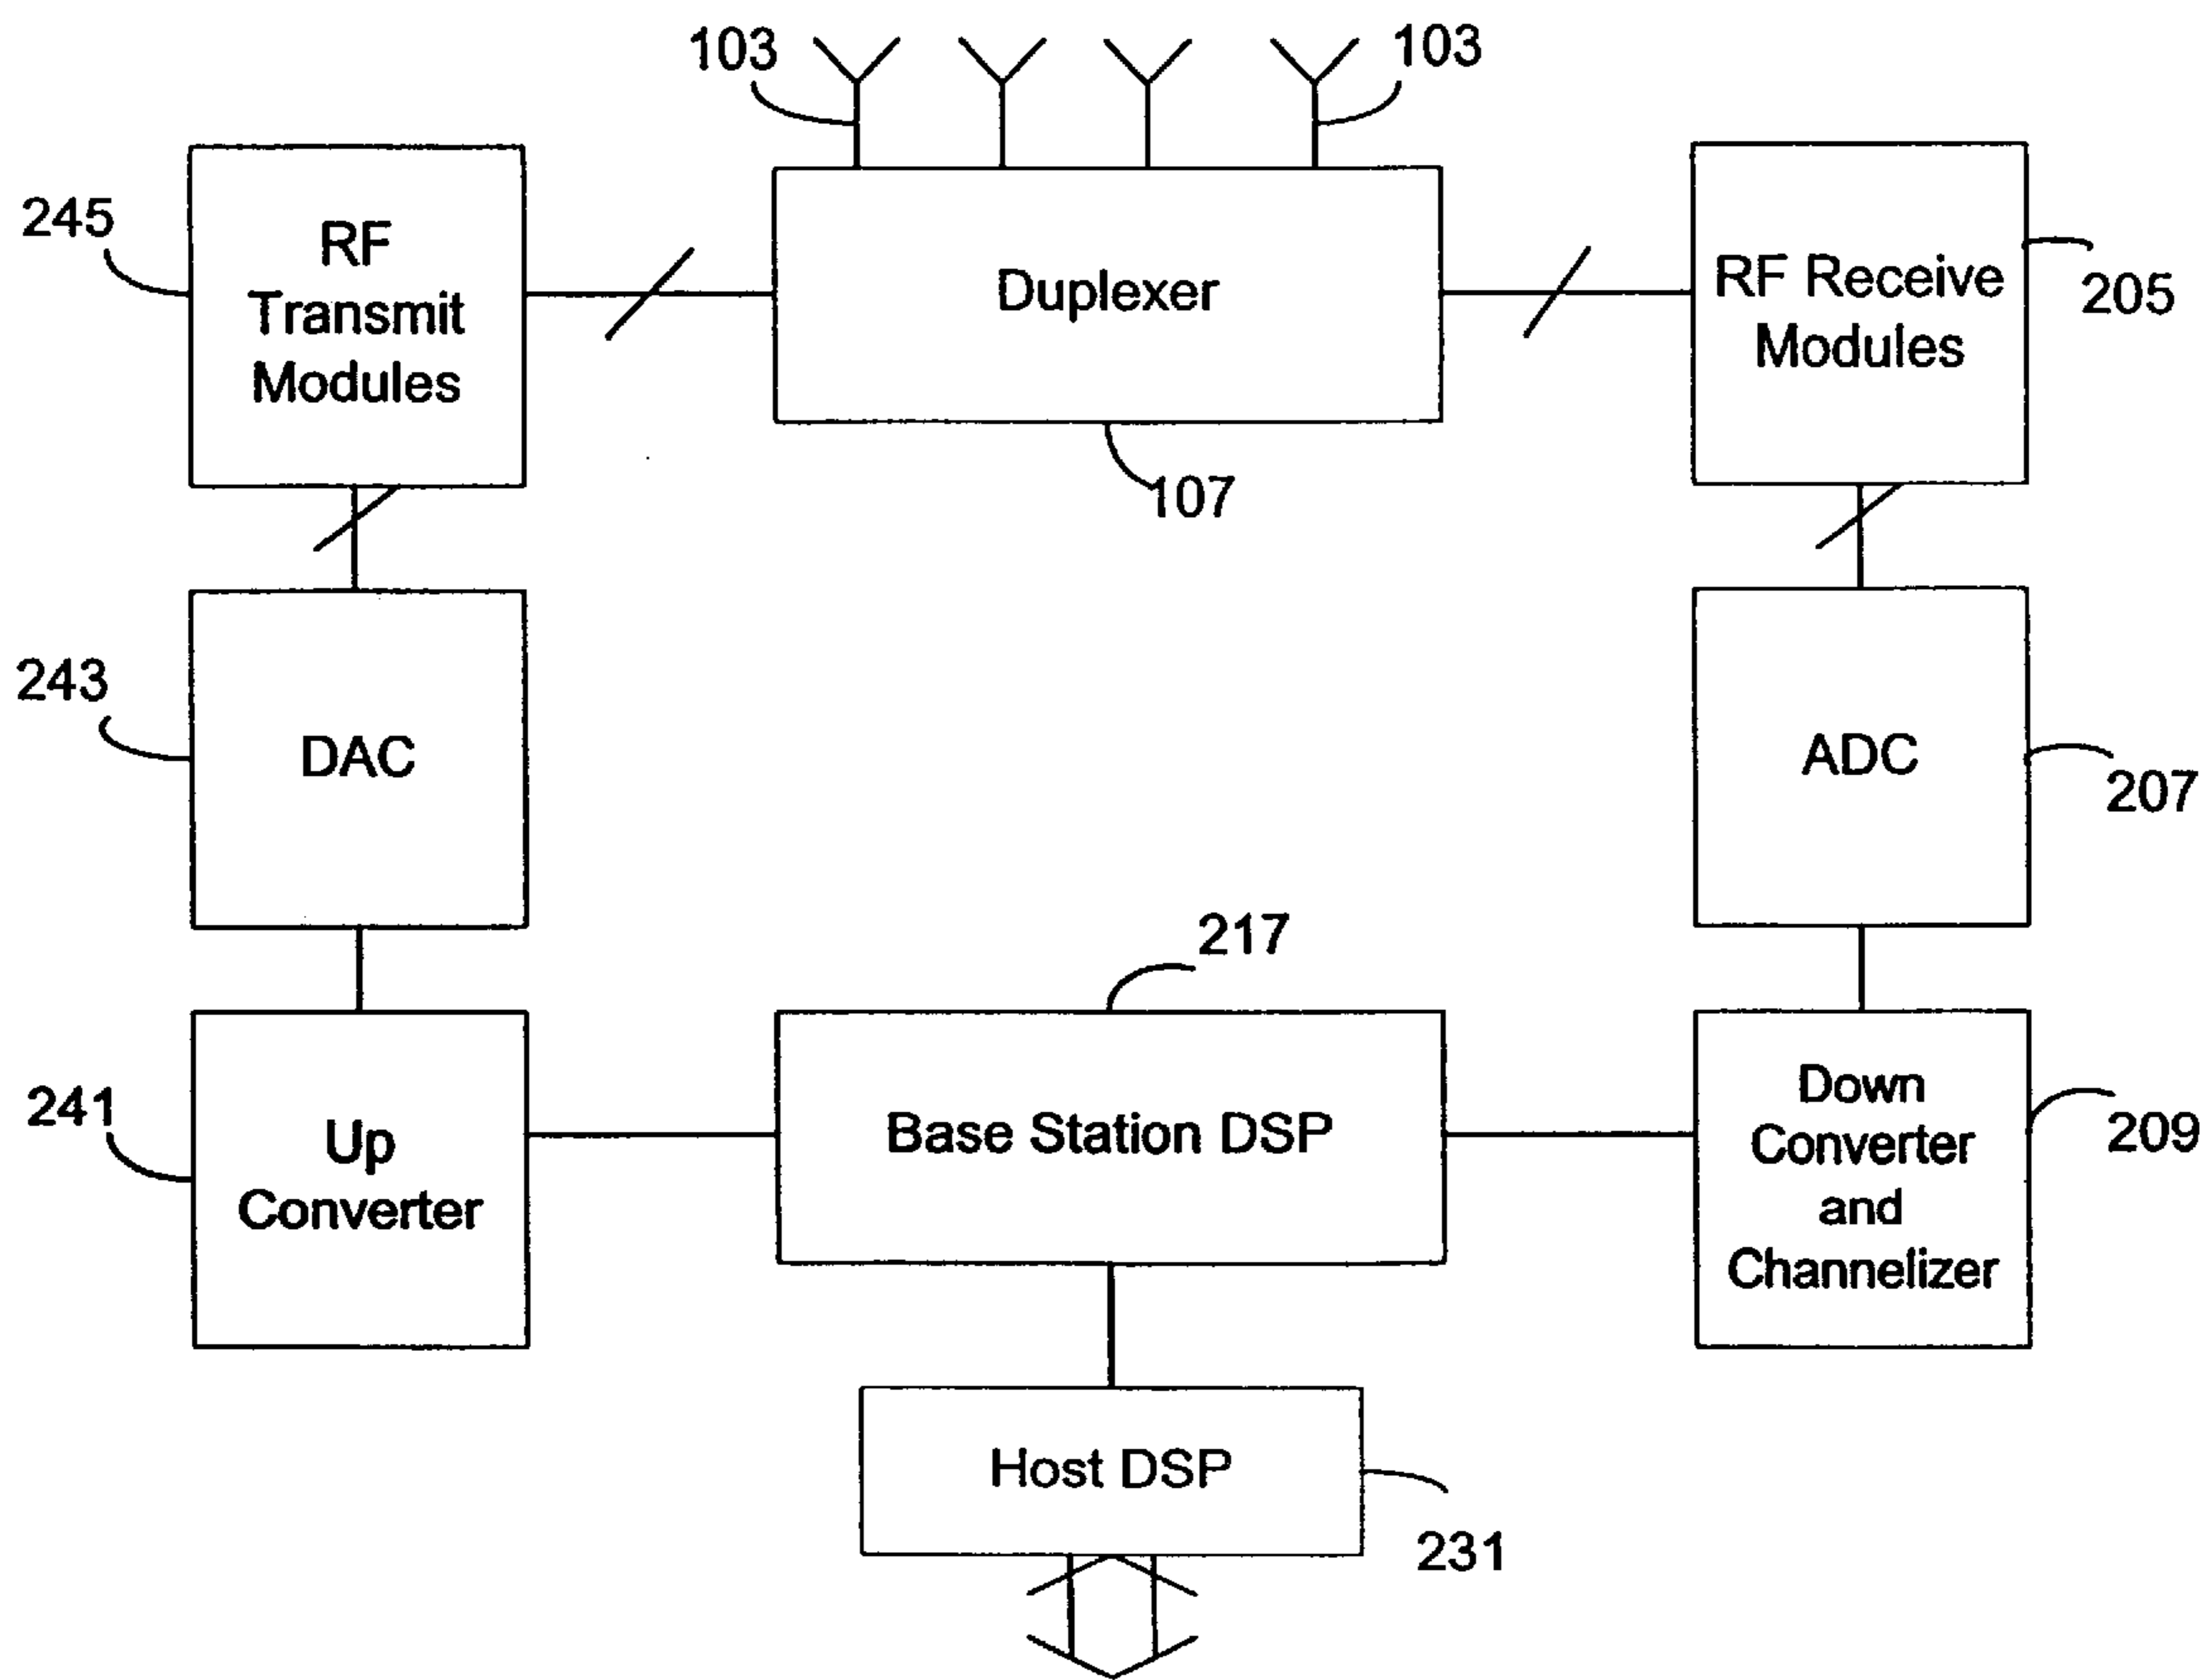 103
103
245
RF
Transmit
Modules
Duplexer
RF Receive
Modules
205
107
243
DAC
ADC
207
217
241
Up
Converter
Base Station DSP
Down
Converter
and
Channelizer
209
Host DSP
231